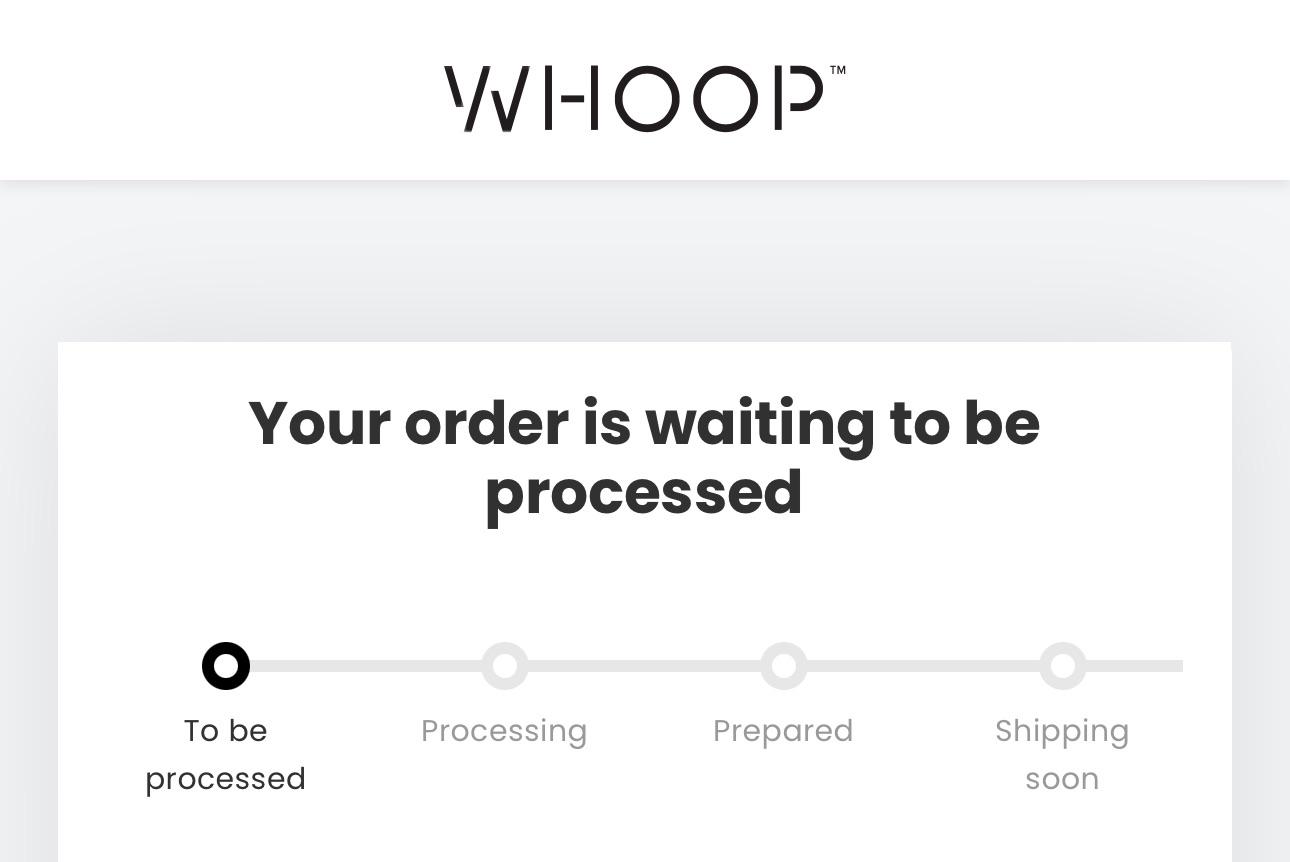 WHOOP™
Your order is waiting to be
processed
To be
processed
Processing
Prepared
Shipping
soon